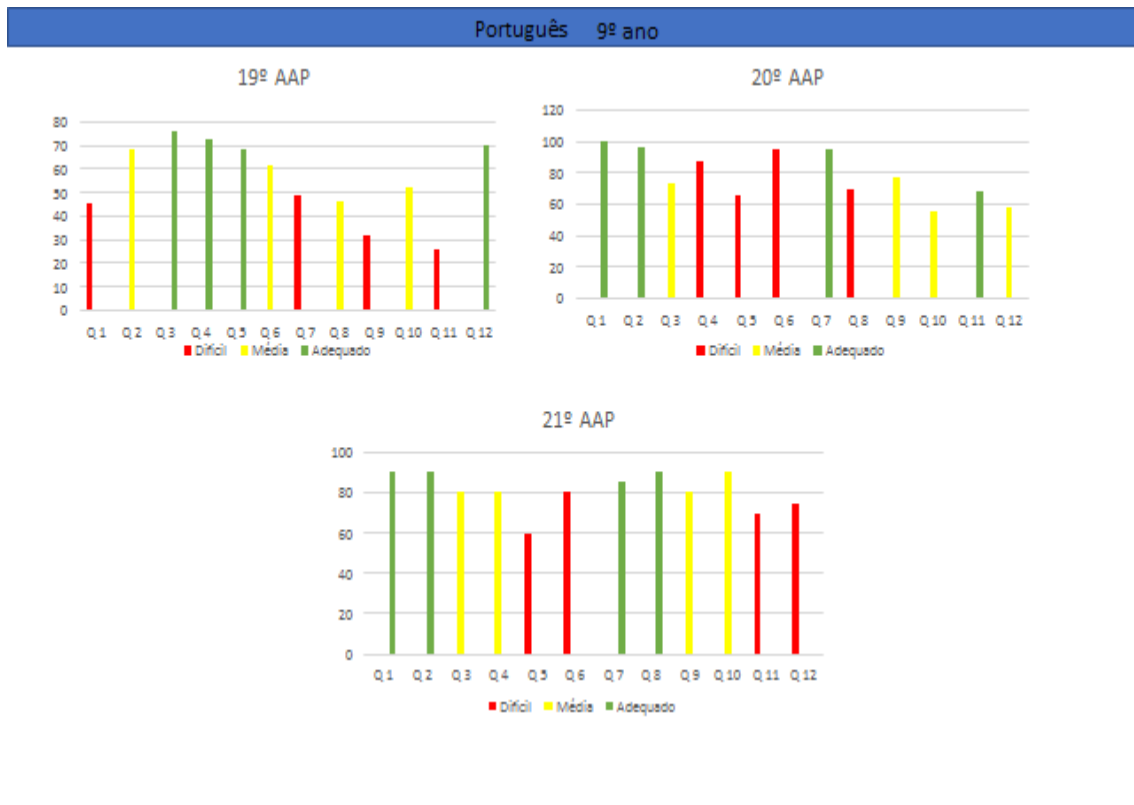 Português 9º ano
19º AAP
80
70
60
50
40
30
20
10
0
Q 1 Q 2 Q 3 Q 4 Q 5 Q 6 Q 7 Q 8 Q 9 Q 10 Q 11 Q 12
Difícil Média Adequado
20º AAP
120
100
80
60
40
20
0
Q 1 Q 2 Q 3 Q 4 Q 5 Q 6 Q 7 Q 8 Q 9 Q 10 Q 11 Q 12
Difícil Média Adequado
21º AAP
100
80
60
40
20
0
Q 1 Q 2 Q 3 Q 4 Q 5 Q 6 Q 7 Q 8 Q 9 Q 10 Q 11 Q 12
Difícil Média Adequado